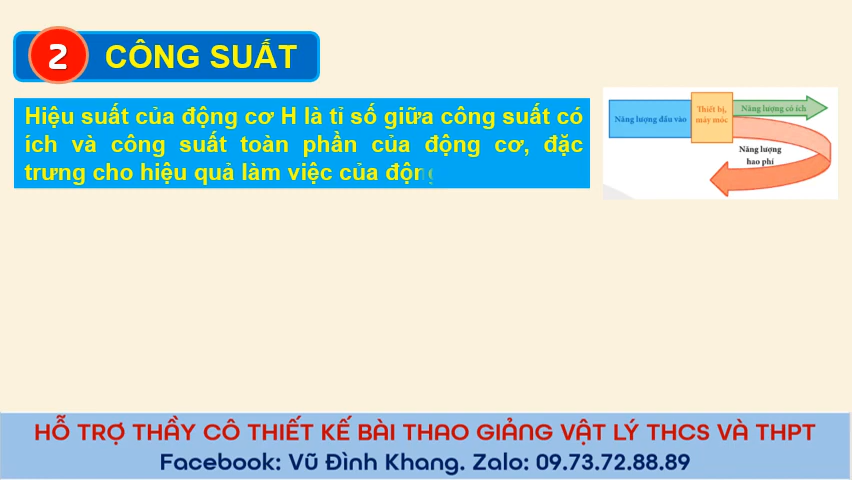 2 CÔNG SUẤT
Hiệu suất của động cơ H là tỉ số giữa công suất có
ích và công suất toàn phần của động cơ, đặc
trưng cho hiệu quả làm việc của động
Năng lượng đầu vào
Thiết bị,
máy móc
Năng lượng có ích
Năng lượng
hao phí
HỖ TRỢ THẦY CÔ THIẾT KẾ BÀI THAO GIẢNG VẬT LÝ THCS VÀ THPT
Facebook: Vũ Đình Khang. Zalo: 09.73.72.88.89